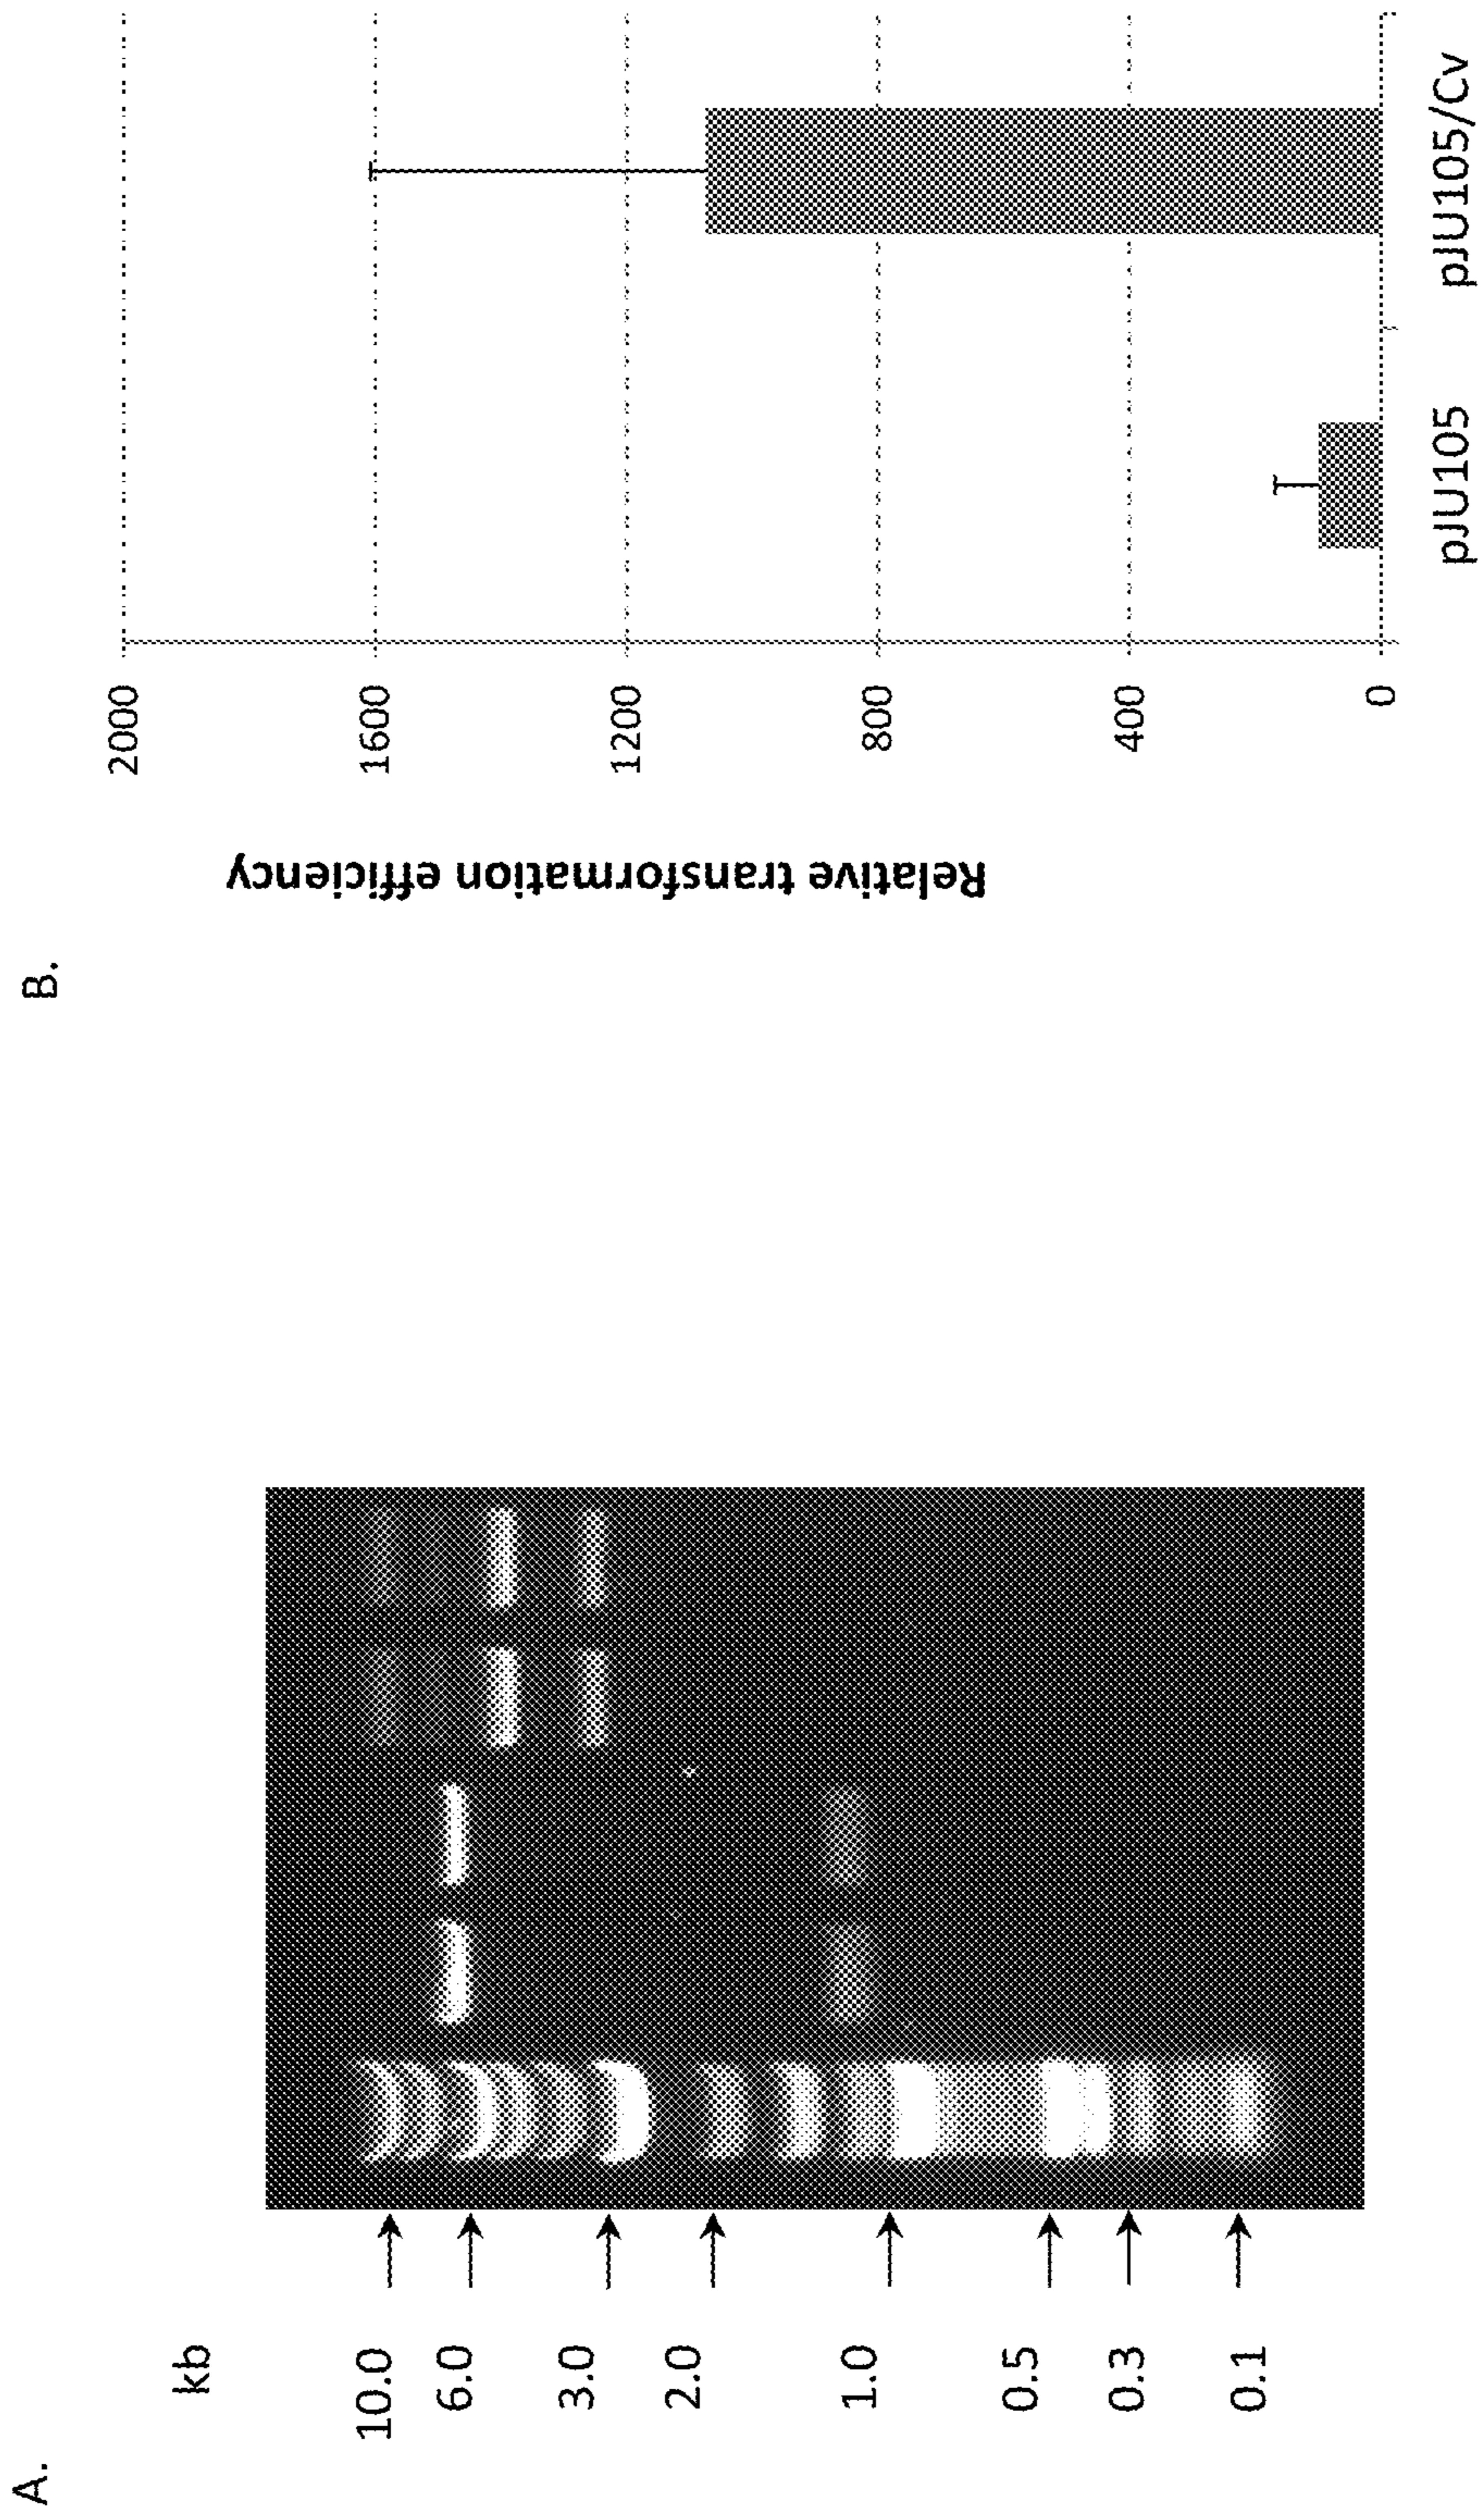 A.
kb
10.0
6.0
3.0
2.0
1.0
0.5
0.3
0.1
B.
Relative transformation efficiency
2000
1600
1200
800
400
0
pJU105 pJU105/Cv